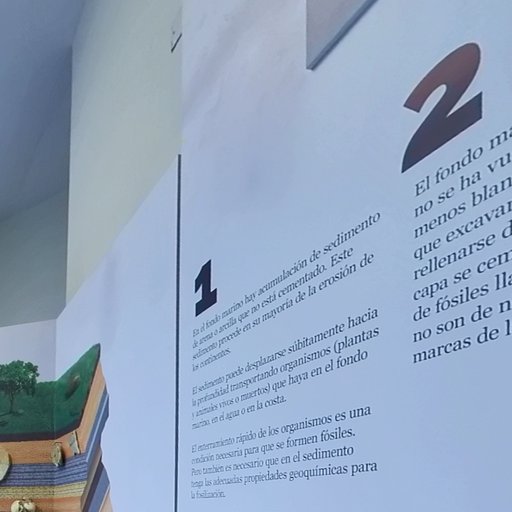 1
En el fondo marino hay acumulación de sedimento
de arena o arcilla que no está cementado. Este
sedimento procede en su mayoría de la erosión de
los continentes.
El sedimento puede desplazarse súbitamente hacia
la profundidad transportando organismos (plantas
y animales vivos o muertos) que haya en el fondo
marino, en el agua o en la costa.
El enterramiento rápido de los organismos es una
condición necesaria para que se formen fósiles.
Pero tambien es necesario que en el sedimento
tenga las adecuadas propiedades geoquímicas para
la fosilización.
2
El fondo ma
no se ha vu
menos blan
que excavar
rellenarse d
capa se cem
de fósiles lla
no son de n
marcas de l